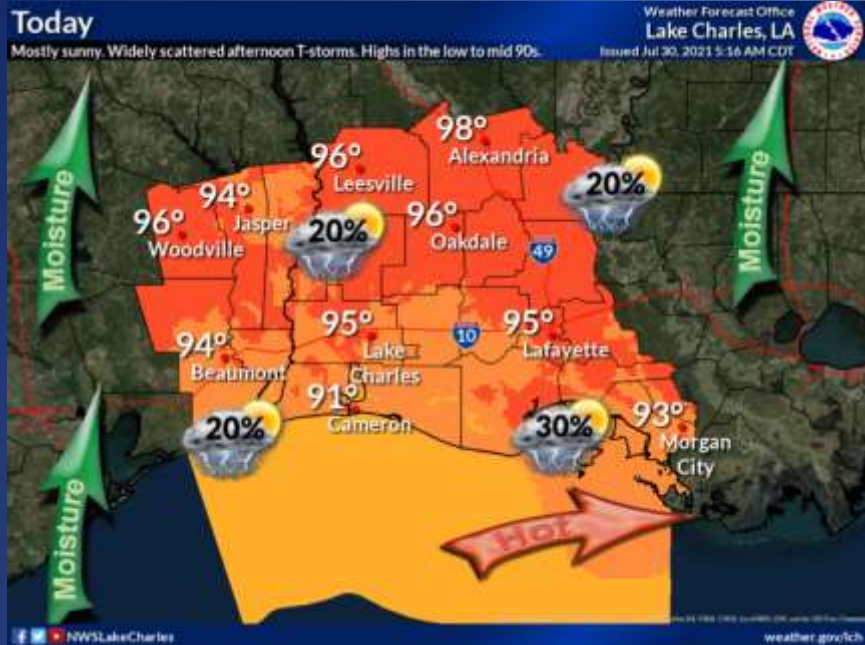 Today
Mostly sunny. Widely scattered afternoon T-storms. Highs in the low to mid 90s.
Weather Forecast Office
Lake Charles, LA
Issued Jul 30, 2021 5:16 AM CDT
Moisture
Moisture
Moisture
98°
Alexandria
96°
Leesville
20%
94°
Jasper
96°
Woodville
20%
96°
Oakdale
49
95°
Lake
Charles
10
95°
Lafayette
94°
Beaumont
91°
Cameron
20%
30%
93°
Morgan
City
Hot
NWSLakeCharles
weather.gov/lch